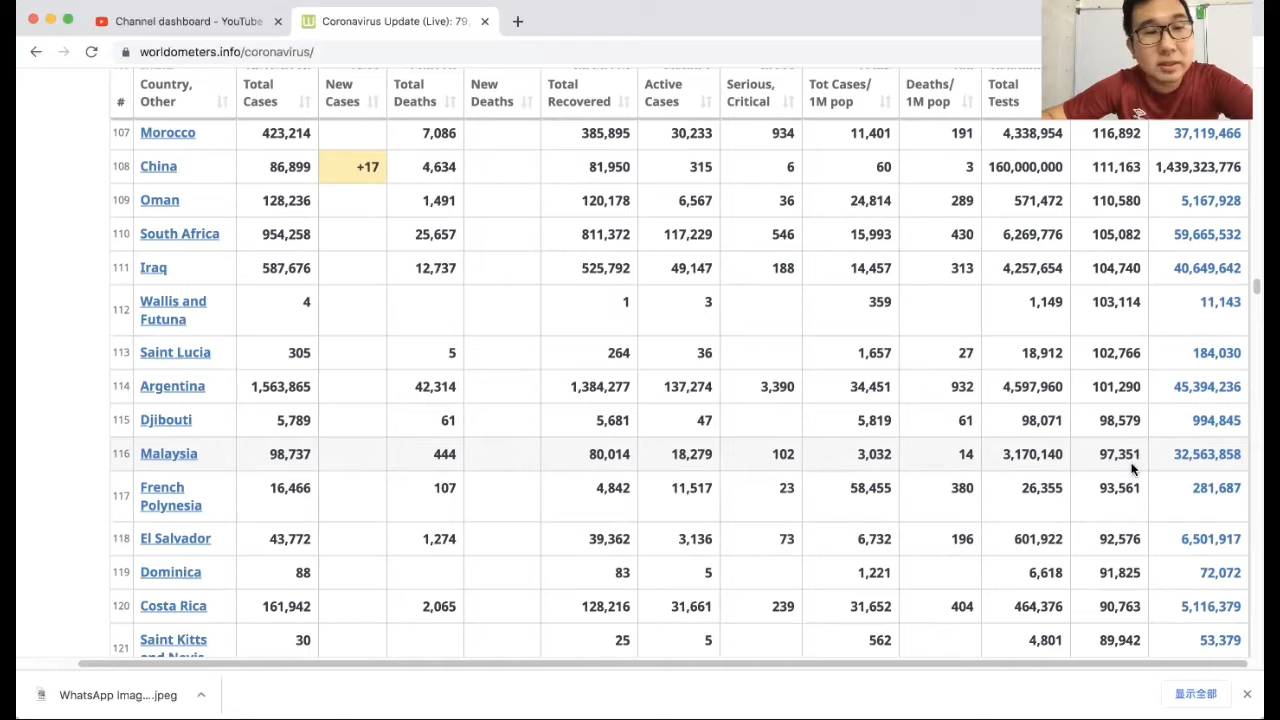 Channel dashboard - YouTube
Coronavirus Update (Live): 79,
worldometers.info/coronavirus/
# Country, Other Total Cases New Cases Total Deaths New Deaths Total Recovered Active Cases Serious, Critical Tot Cases/ 1M pop Deaths/ 1M pop Total Tests
107 Morocco 423,214 7,086 385,895 30,233 934 11,401 191 4,338,954 116,892 37,119,466
108 China 86,899 +17 4,634 81,950 315 6 60 3 160,000,000 111,163 1,439,323,776
109 Oman 128,236 1,491 120,178 6,567 36 24,814 289 571,472 110,580 5,167,928
110 South Africa 954,258 25,657 811,372 117,229 546 15,993 430 6,269,776 105,082 59,665,532
111 Iraq 587,676 12,737 525,792 49,147 188 14,457 313 4,257,654 104,740 40,649,642
112 Wallis and Futuna 4 1 3 359 1,149 103,114 11,143
113 Saint Lucia 305 5 264 36 1,657 27 18,912 102,766 184,030
114 Argentina 1,563,865 42,314 1,384,277 137,274 3,390 34,451 932 4,597,960 101,290 45,394,236
115 Djibouti 5,789 61 5,681 47 5,819 61 98,071 98,579 994,845
116 Malaysia 98,737 444 80,014 18,279 102 3,032 14 3,170,140 97,351 32,563,858
117 French Polynesia 16,466 107 4,842 11,517 23 58,455 380 26,355 93,561 281,687
118 El Salvador 43,772 1,274 39,362 3,136 73 6,732 196 601,922 92,576 6,501,917
119 Dominica 88 83 5 1,221 6,618 91,825 72,072
120 Costa Rica 161,942 2,065 128,216 31,661 239 31,652 404 464,376 90,763 5,116,379
121 Saint Kitts and Nevis 30 25 5 562 4,801 89,942 53,379
WhatsApp Imag....jpeg
显示全部